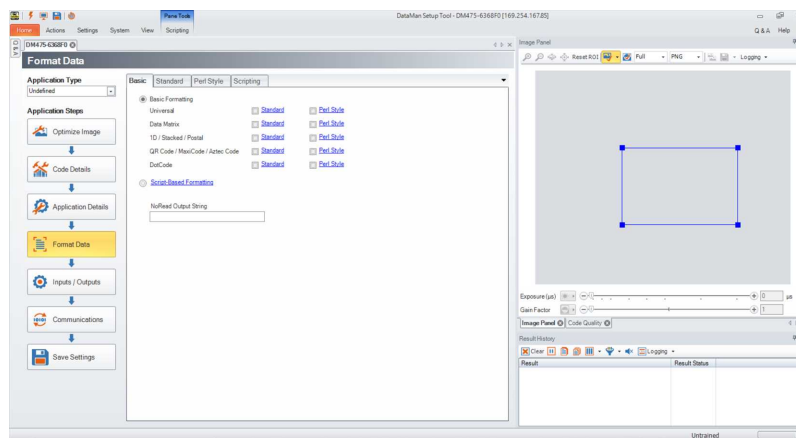 Pane Tools
DataMan Setup Tool - DM475-6368F0 [169.254.167.85]
Home Actions Settings System View Scripting
Q & A Help
DM475-6368F0
Format Data
Application Type
Undefined
Application Steps
Optimize Image
Code Details
Application Details
Format Data
Inputs / Outputs
Communications
Save Settings
Basic Standard Perl Style Scripting
Basic Formatting
Universal Standard Perl Style
Data Matrix Standard Perl Style
1D / Stacked / Postal Standard Perl Style
QR Code / MaxiCode / Aztec Code Standard Perl Style
DotCode Standard Perl Style
Script-Based Formatting
NoRead Output String
Image Panel
Reset ROI Full PNG Logging
Exposure (µs) 0 µs
Gain Factor 1
Image Panel Code Quality
Result History
Clear Logging
Result Result Status
Untrained